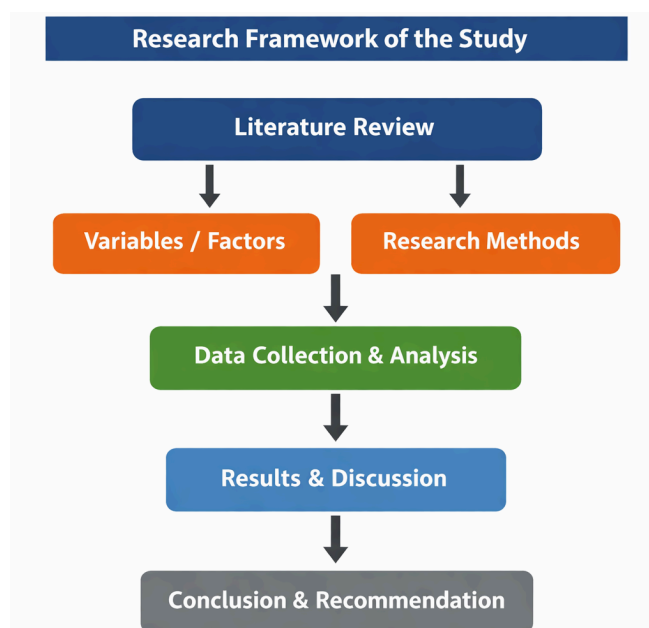 Research Framework of the Study
Literature Review
Variables / Factors
Research Methods
Data Collection & Analysis
Results & Discussion
Conclusion & Recommendation